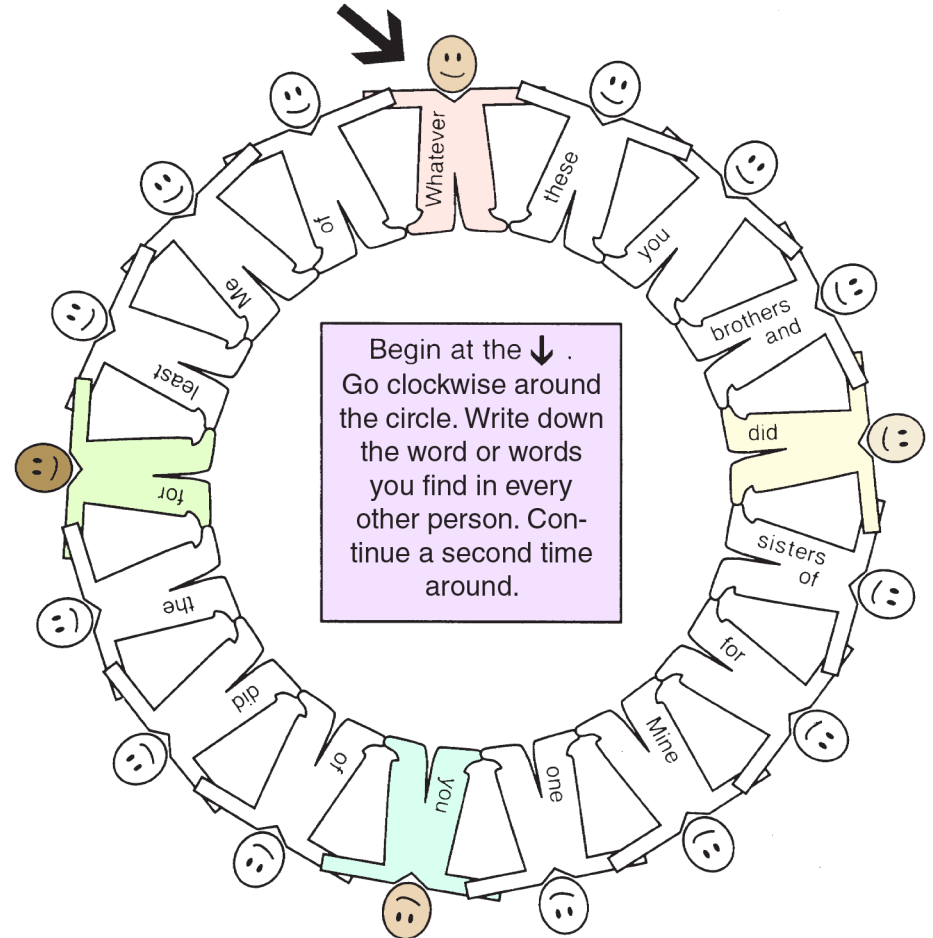 Whatever
these
you
brothers
and
did
sisters
of
for
Mine
one
you
of
did
the
for
least
Me
of
Begin at the ↓ .
Go clockwise around
the circle. Write down
the word or words
you find in every
other person. Con-
tinue a second time
around.